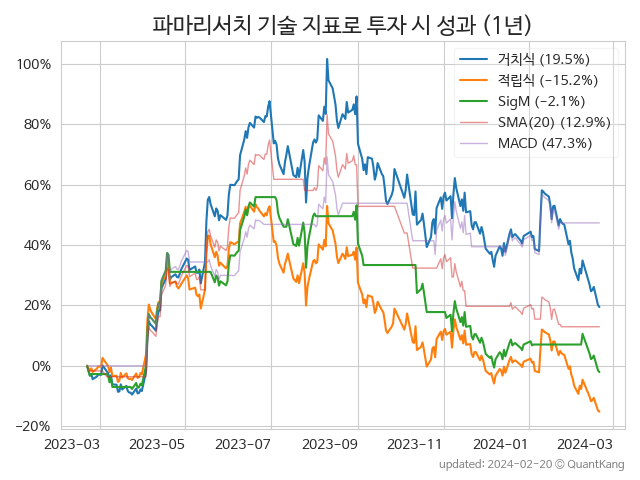 파마리서치 기술 지표로 투자 시 성과 (1년)
거치식 (19.5%)
적립식 (−15.2%)
SigM (−2.1%)
SMA(20) (12.9%)
MACD (47.3%)
100%
80%
60%
40%
20%
0%
−20%
2023-03 2023-05 2023-07 2023-09 2023-11 2024-01 2024-03
updated: 2024-02-20 © QuantKang